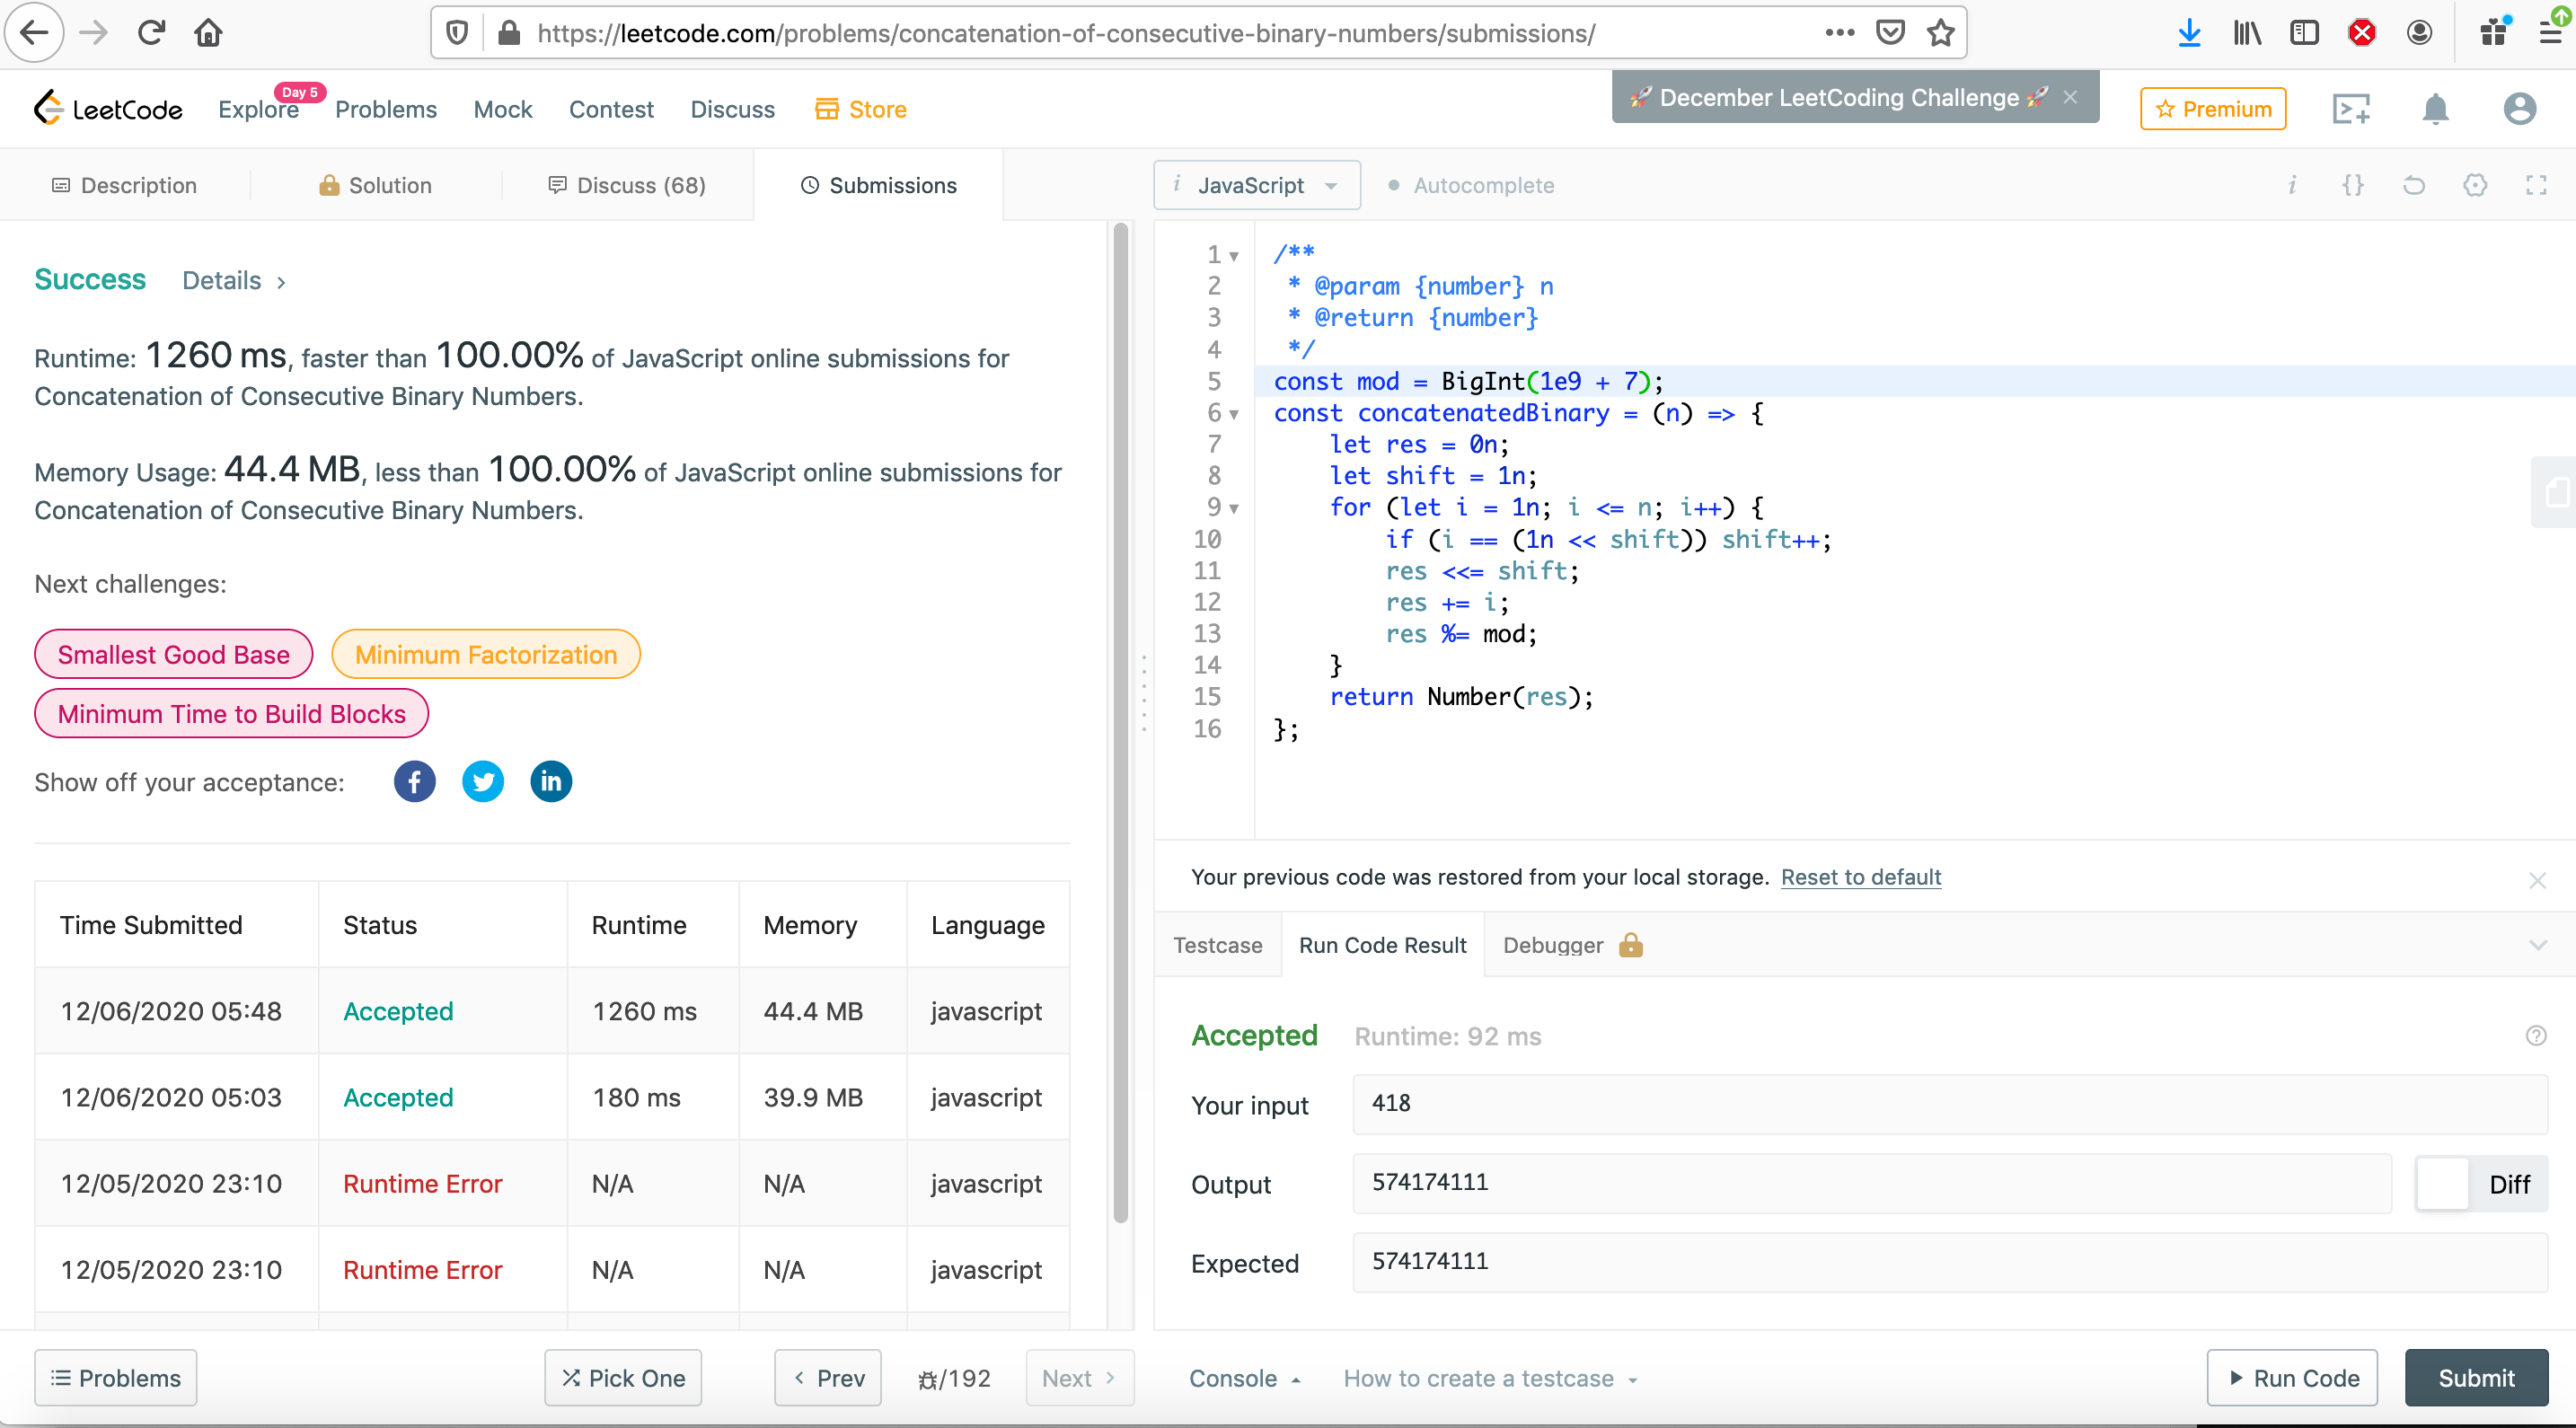 https://leetcode.com/problems/concatenation-of-consecutive-binary-numbers/submissions/
LeetCode
Explore
Day 5
Problems
Mock
Contest
Discuss
Store
🚀 December LeetCoding Challenge 🚀
Premium
Description
Solution
Discuss (68)
Submissions
i JavaScript
Autocomplete
Success Details
Runtime: 1260 ms, faster than 100.00% of JavaScript online submissions for
Concatenation of Consecutive Binary Numbers.
Memory Usage: 44.4 MB, less than 100.00% of JavaScript online submissions for
Concatenation of Consecutive Binary Numbers.
Next challenges:
Smallest Good Base
Minimum Factorization
Minimum Time to Build Blocks
Show off your acceptance:
Time Submitted Status Runtime Memory Language
12/06/2020 05:48 Accepted 1260 ms 44.4 MB javascript
12/06/2020 05:03 Accepted 180 ms 39.9 MB javascript
12/05/2020 23:10 Runtime Error N/A N/A javascript
12/05/2020 23:10 Runtime Error N/A N/A javascript
Problems
Pick One
Prev
/192
Next
1 /**
2  * @param {number} n
3  * @return {number}
4  */
5 const mod = BigInt(1e9 + 7);
6 const concatenatedBinary = (n) => {
7     let res = 0n;
8     let shift = 1n;
9     for (let i = 1n; i <= n; i++) {
10         if (i == (1n << shift)) shift++;
11         res <<= shift;
12         res += i;
13         res %= mod;
14     }
15     return Number(res);
16 };
Your previous code was restored from your local storage. Reset to default
Testcase
Run Code Result
Debugger
Accepted Runtime: 92 ms
Your input 418
Output 574174111
Diff
Expected 574174111
Console
How to create a testcase
Run Code
Submit